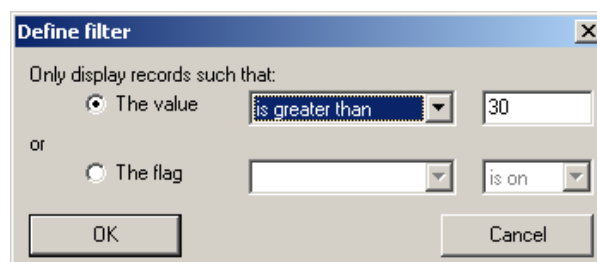 Define filter
Only display records such that:
The value is greater than 30
or
The flag is on
OK Cancel